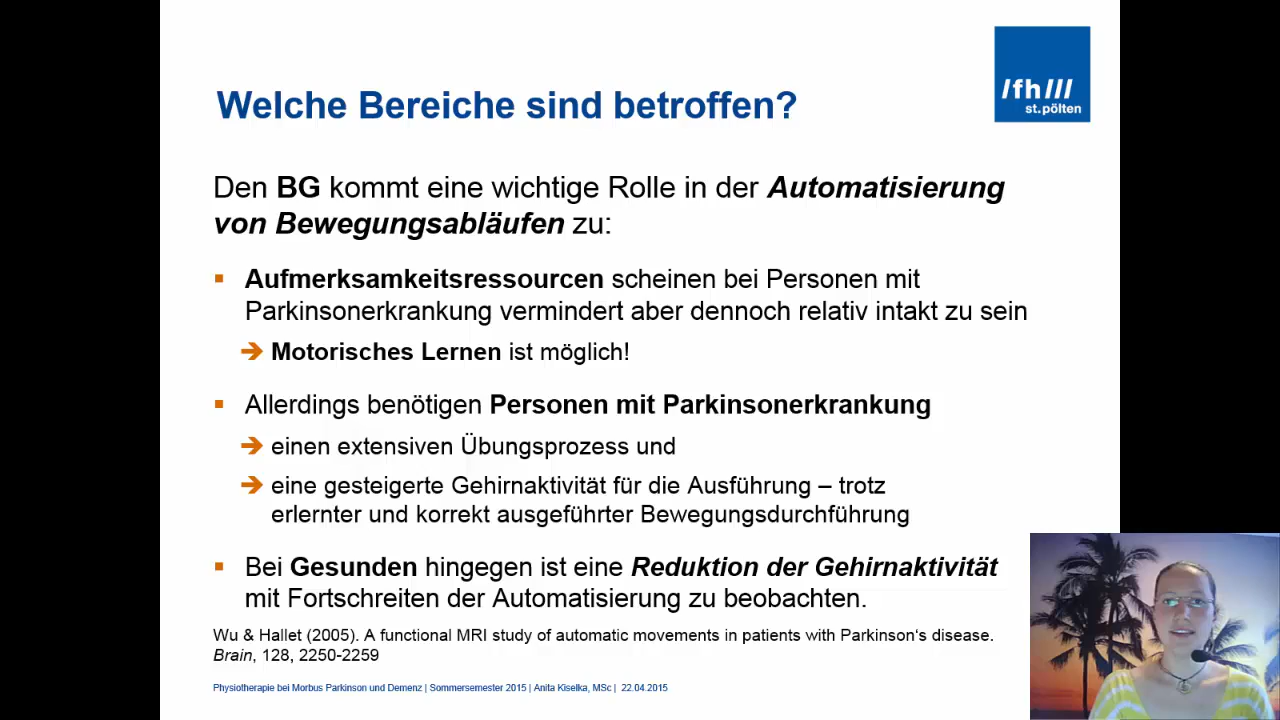 /fh///
st.pölten
Welche Bereiche sind betroffen?
Den BG kommt eine wichtige Rolle in der Automatisierung
von Bewegungsabläufen zu:
Aufmerksamkeitsressourcen scheinen bei Personen mit
Parkinsonerkrankung vermindert aber dennoch relativ intakt zu sein
Motorisches Lernen ist möglich!
Allerdings benötigen Personen mit Parkinsonerkrankung
einen extensiven Übungsprozess und
eine gesteigerte Gehirnaktivität für die Ausführung – trotz
erlernter und korrekt ausgeführter Bewegungsdurchführung
Bei Gesunden hingegen ist eine Reduktion der Gehirnaktivität
mit Fortschreiten der Automatisierung zu beobachten.
Wu & Hallet (2005). A functional MRI study of automatic movements in patients with Parkinson's disease.
Brain, 128, 2250-2259
Physiotherapie bei Morbus Parkinson und Demenz | Sommersemester 2015 | Anita Kiselka, MSc | 22.04.2015